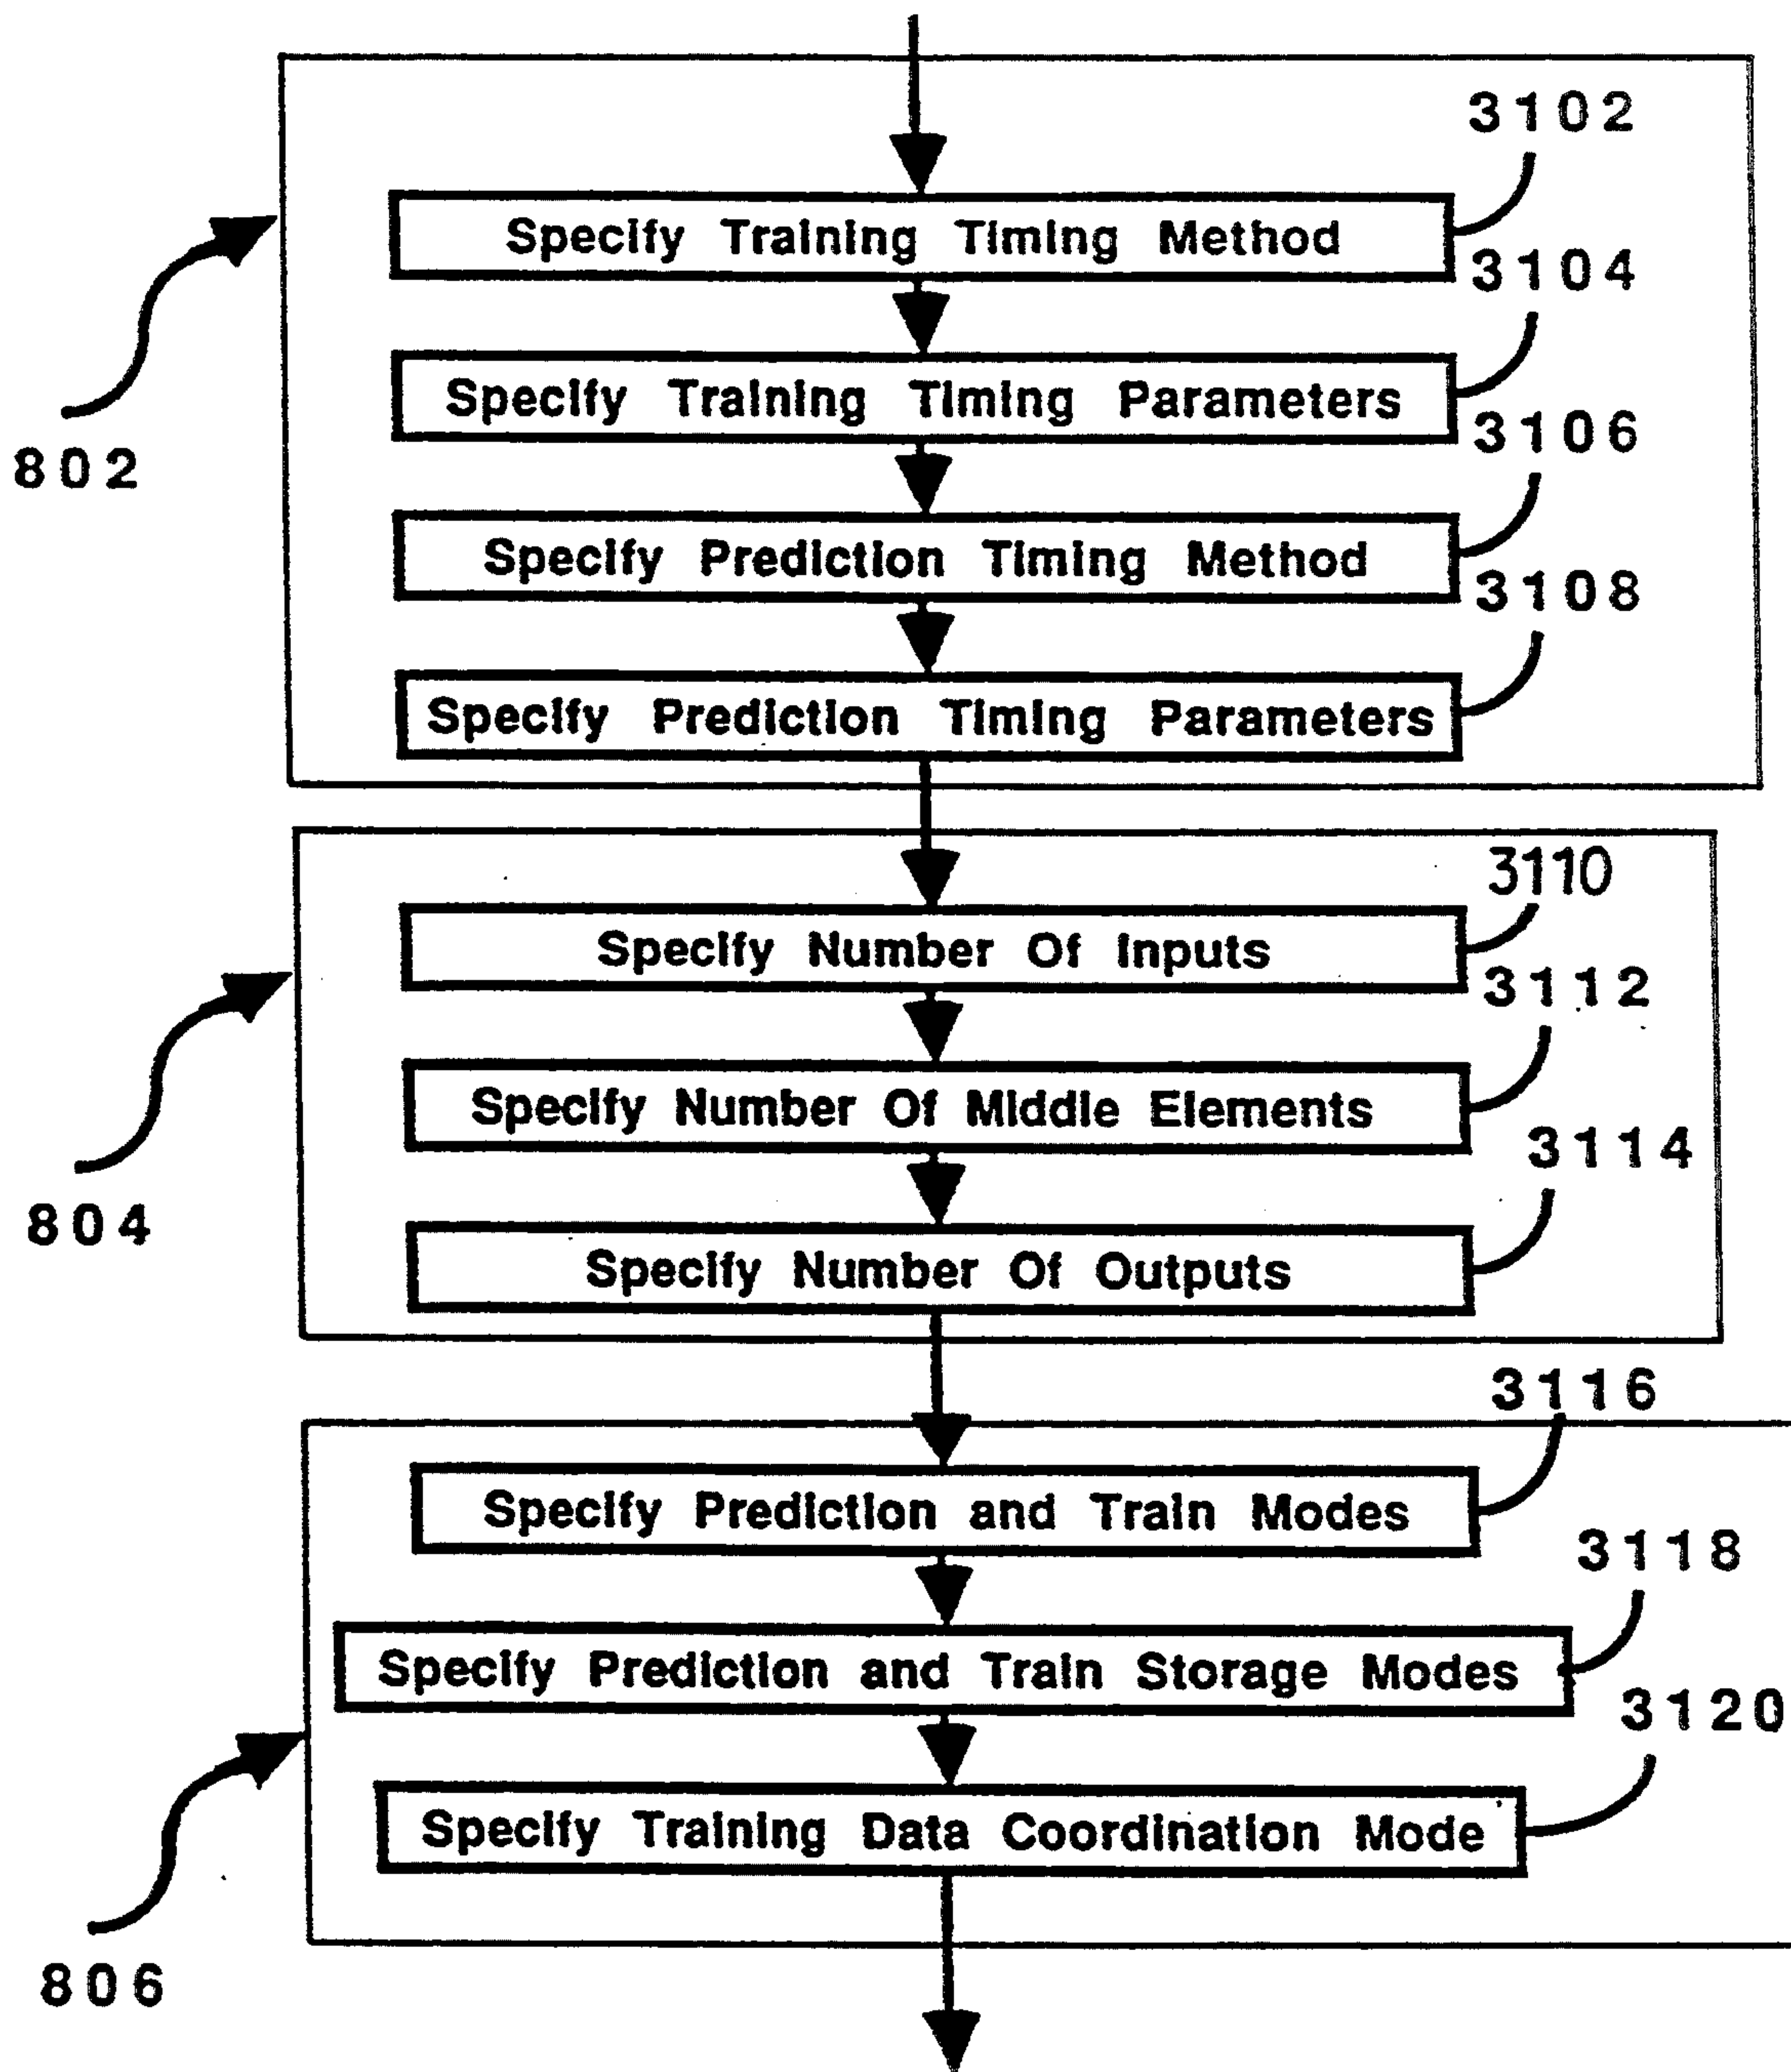 3102
Specify Training Timing Method
3104
Specify Training Timing Parameters
3106
802
Specify Prediction Timing Method
3108
Specify Prediction Timing Parameters
3110
Specify Number Of Inputs
3112
Specify Number Of Middle Elements
3114
804
Specify Number Of Outputs
3116
Specify Prediction and Train Modes
3118
Specify Prediction and Train Storage Modes
3120
Specify Training Data Coordination Mode
806